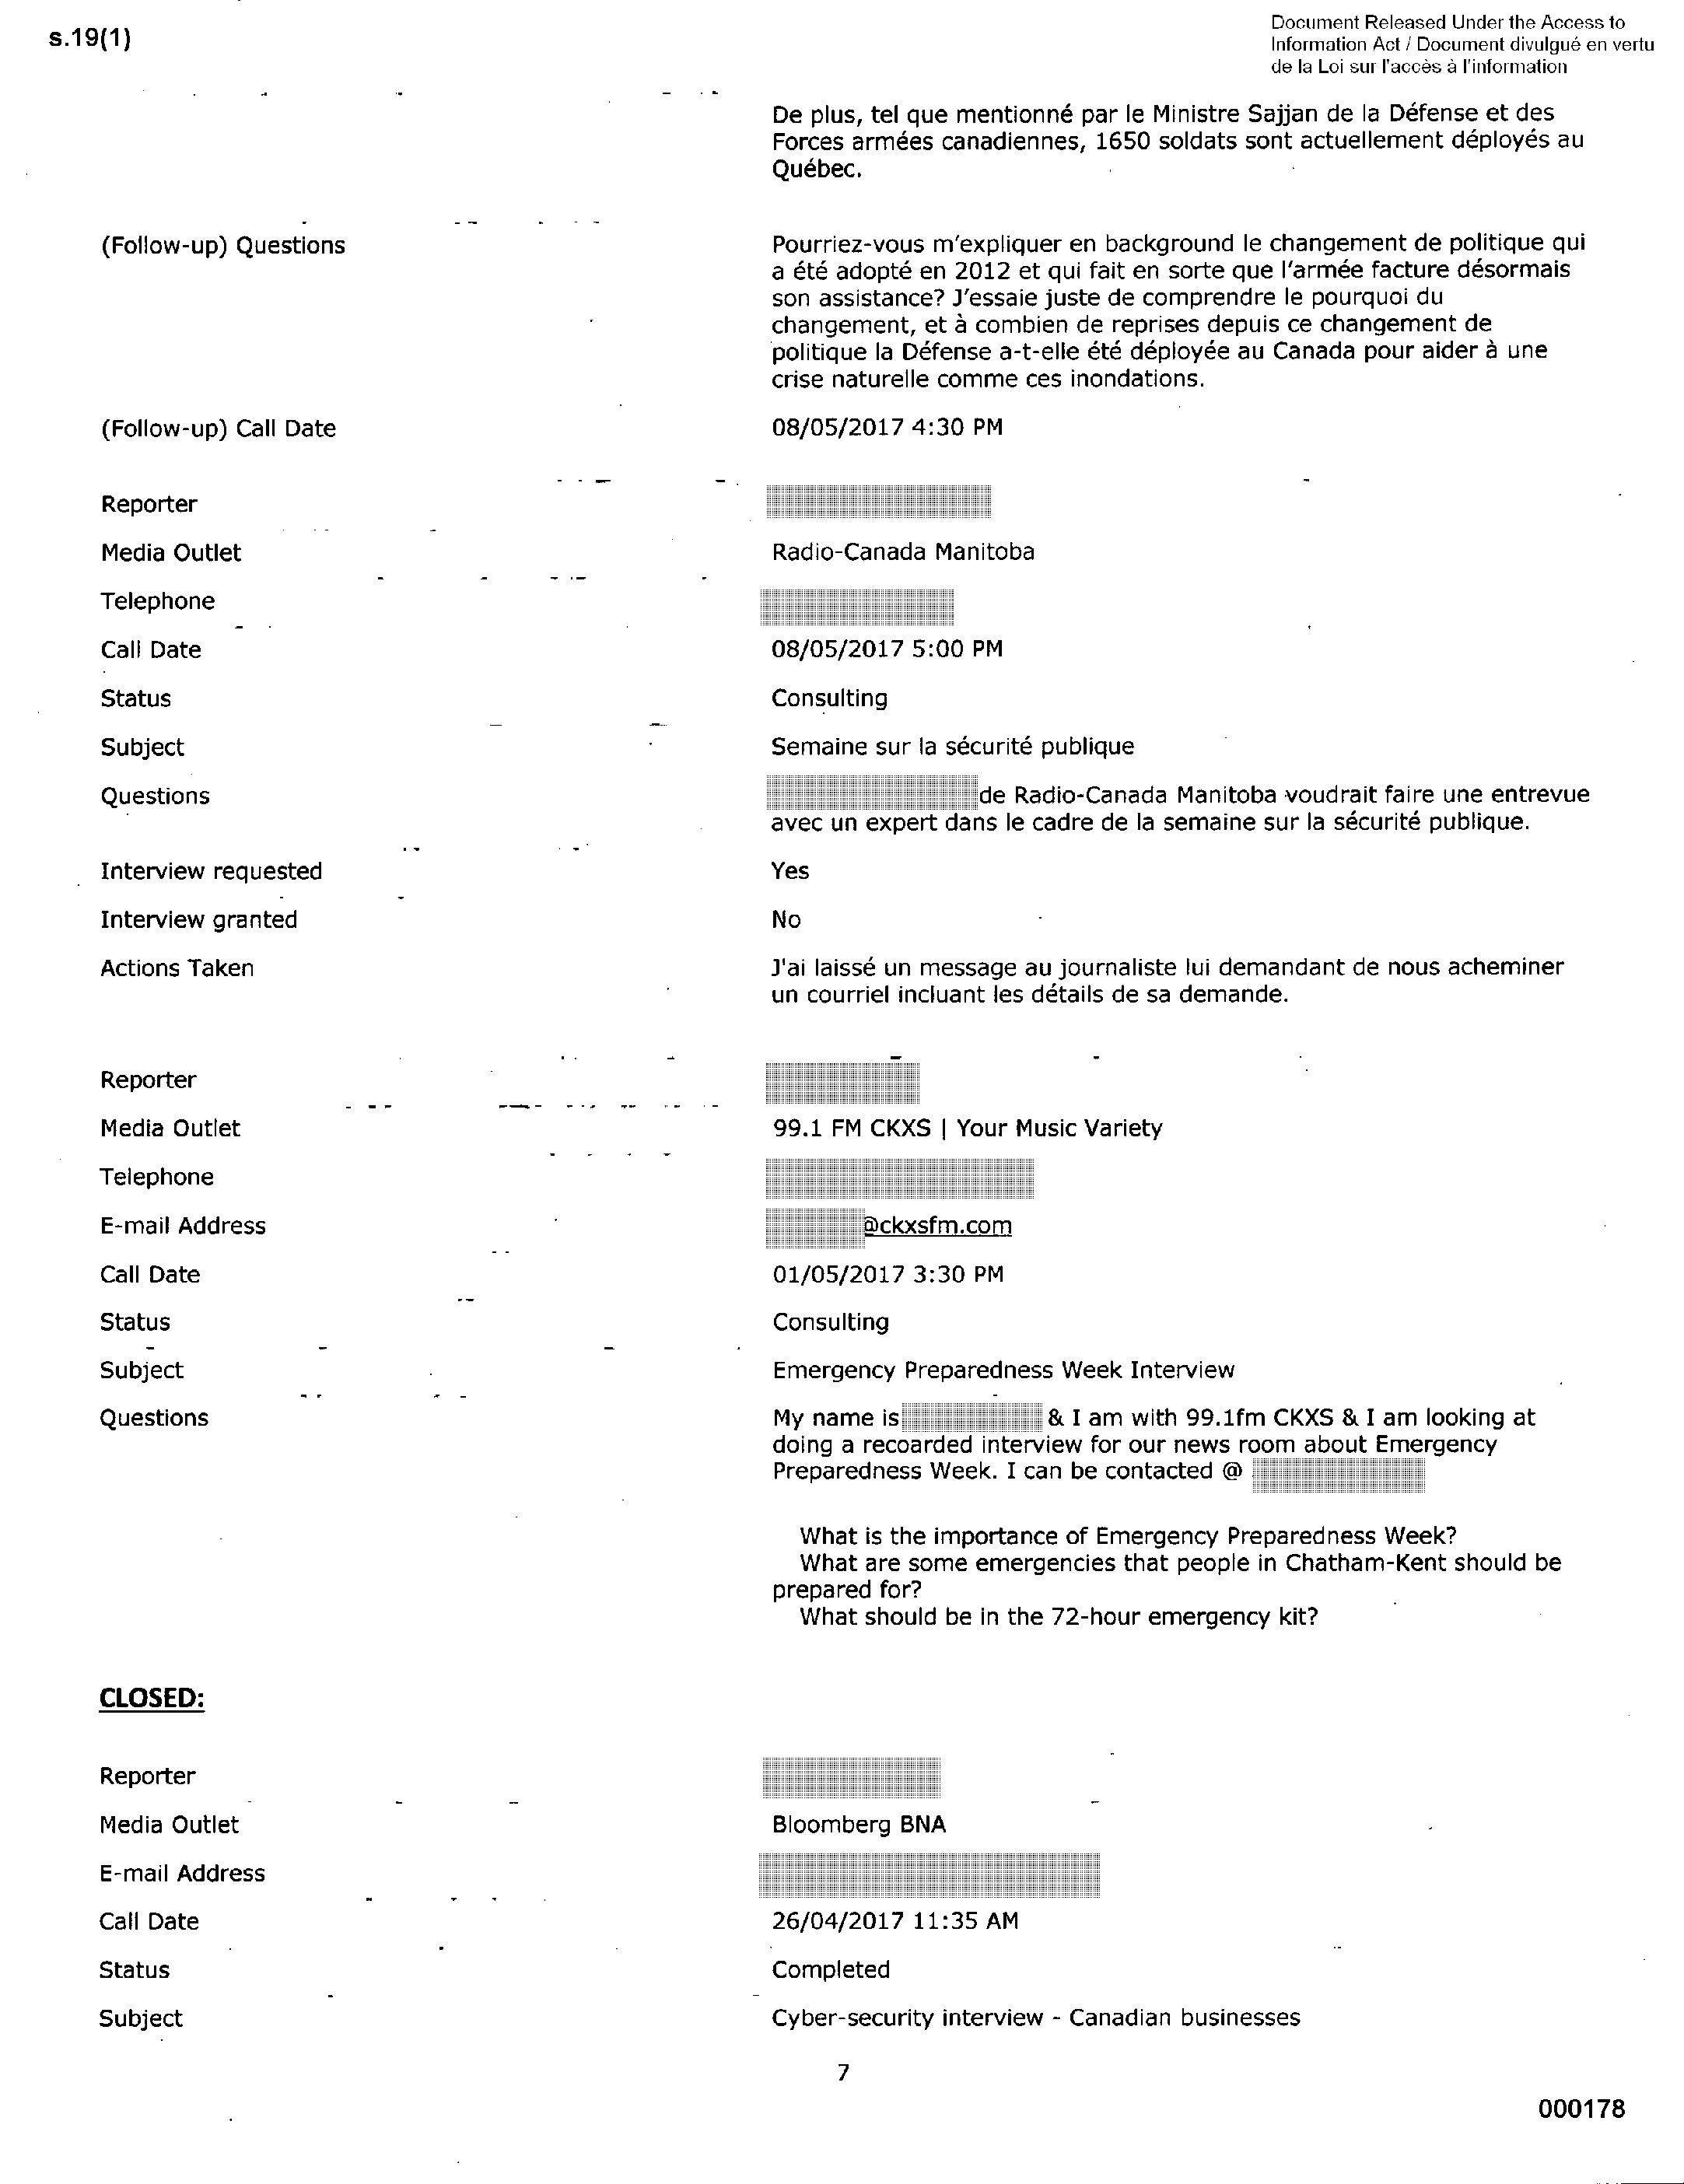 s.19(1)
Document Released Under the Access to
Information Act / Document divulgué en vertu
de la Loi sur l'accès à l'information
De plus, tel que mentionné par le Ministre Sajjan de la Défense et des
Forces armées canadiennes, 1650 soldats sont actuellement déployés au
Québec.
(Follow-up) Questions
Pourriez-vous m'expliquer en background le changement de politique qui
a été adopté en 2012 et qui fait en sorte que l'armée facture désormais
son assistance? J'essaie juste de comprendre le pourquoi du
changement, et à combien de reprises depuis ce changement de
politique la Défense a-t-elle été déployée au Canada pour aider à une
crise naturelle comme ces inondations.
(Follow-up) Call Date 08/05/2017 4:30 PM
Reporter
Media Outlet Radio-Canada Manitoba
Telephone
Call Date 08/05/2017 5:00 PM
Status Consulting
Subject Semaine sur la sécurité publique
Questions de Radio-Canada Manitoba voudrait faire une entrevue
avec un expert dans le cadre de la semaine sur la sécurité publique.
Interview requested Yes
Interview granted No
Actions Taken J'ai laissé un message au journaliste lui demandant de nous acheminer
un courriel incluant les détails de sa demande.
Reporter
Media Outlet 99.1 FM CKXS | Your Music Variety
Telephone
E-mail Address @ckxsfm.com
Call Date 01/05/2017 3:30 PM
Status Consulting
Subject Emergency Preparedness Week Interview
Questions My name is & I am with 99.1fm CKXS & I am looking at
doing a recoarded interview for our news room about Emergency
Preparedness Week. I can be contacted @
What is the importance of Emergency Preparedness Week?
What are some emergencies that people in Chatham-Kent should be
prepared for?
What should be in the 72-hour emergency kit?
CLOSED:
Reporter
Media Outlet Bloomberg BNA
E-mail Address
Call Date 26/04/2017 11:35 AM
Status Completed
Subject Cyber-security interview - Canadian businesses
7
000178